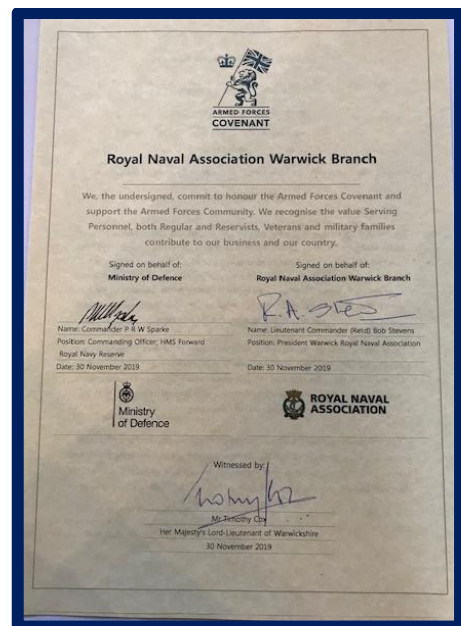 ARMED FORCES
COVENANT
Royal Naval Association Warwick Branch
We, the undersigned, commit to honour the Armed Forces Covenant and
support the Armed Forces Community. We recognise the value Serving
Personnel, both Regular and Reservists, Veterans and military families
contribute to our business and our country.
Signed on behalf of:
Ministry of Defence
Name: Commander P R W Sparke
Position: Commanding Officer, HMS Forward
Royal Navy Reserve
Date: 30 November 2019
Ministry
of Defence
Signed on behalf of:
Royal Naval Association Warwick Branch
R.A. Ste
Name: Lieutenant Commander (Retd) Bob Stevens
Position: President Warwick Royal Naval Association
Date: 30 November 2019
ROYAL NAVAL
ASSOCIATION
Witnessed by:
Mr Timothy Cox
Her Majesty's Lord-Lieutenant of Warwickshire
30 November 2019